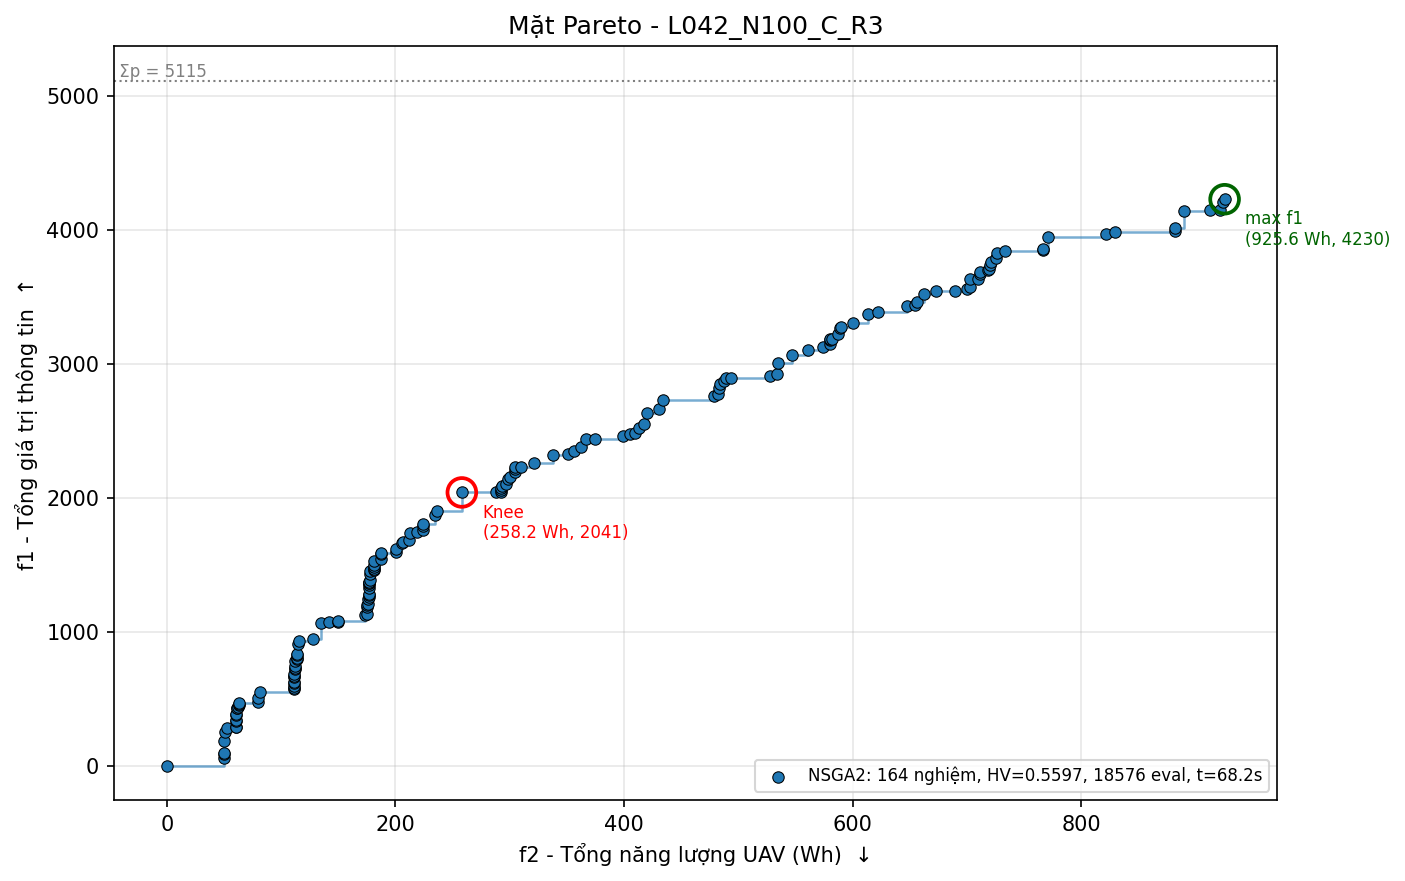 Mặt Pareto - L042_N100_C_R3
Σp = 5115
5000
4000
3000
2000
1000
0
f1 - Tổng giá trị thông tin ↑
max f1
(925.6 Wh, 4230)
Knee
(258.2 Wh, 2041)
NSGA2: 164 nghiệm, HV=0.5597, 18576 eval, t=68.2s
0 200 400 600 800
f2 - Tổng năng lượng UAV (Wh) ↓